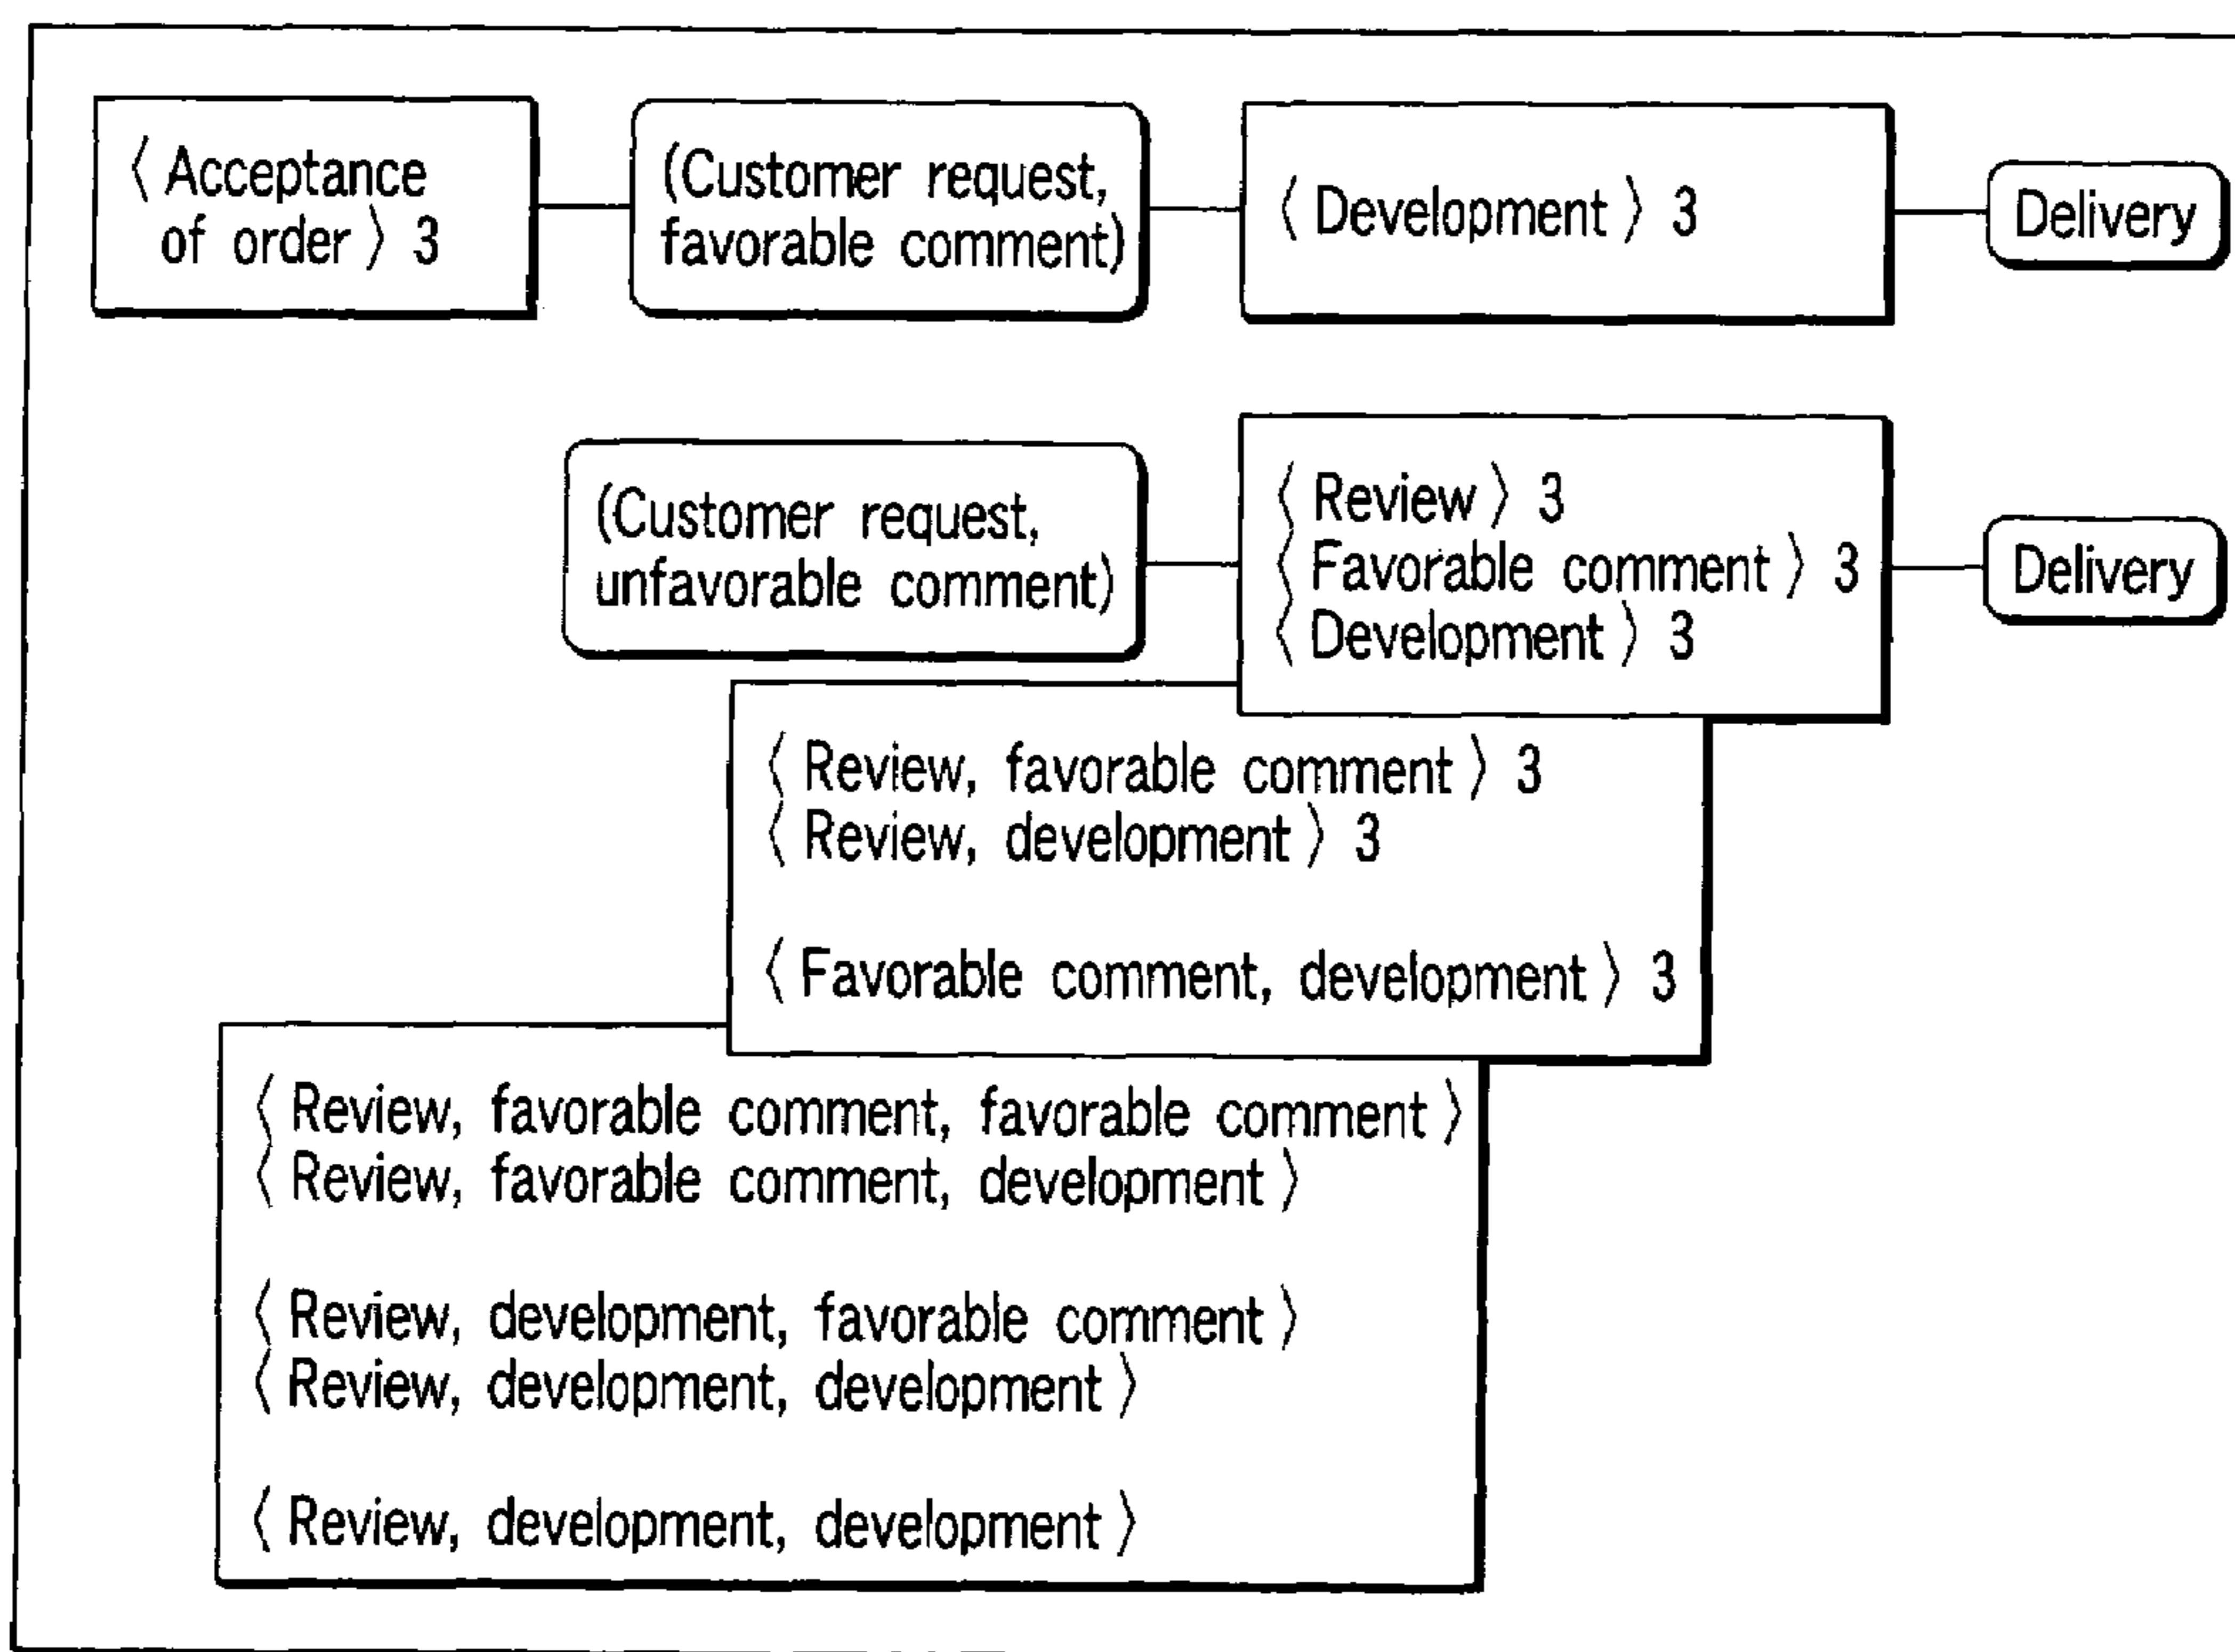 〈 Acceptance
of order 〉 3
(Customer request,
favorable comment)
〈 Development 〉 3
Delivery
(Customer request,
unfavorable comment)
〈 Review 〉 3
〈 Favorable comment 〉 3
〈 Development 〉 3
Delivery
〈 Review, favorable comment 〉 3
〈 Review, development 〉 3
〈 Favorable comment, development 〉 3
〈 Review, favorable comment, favorable comment 〉
〈 Review, favorable comment, development 〉
〈 Review, development, favorable comment 〉
〈 Review, development, development 〉
〈 Review, development, development 〉